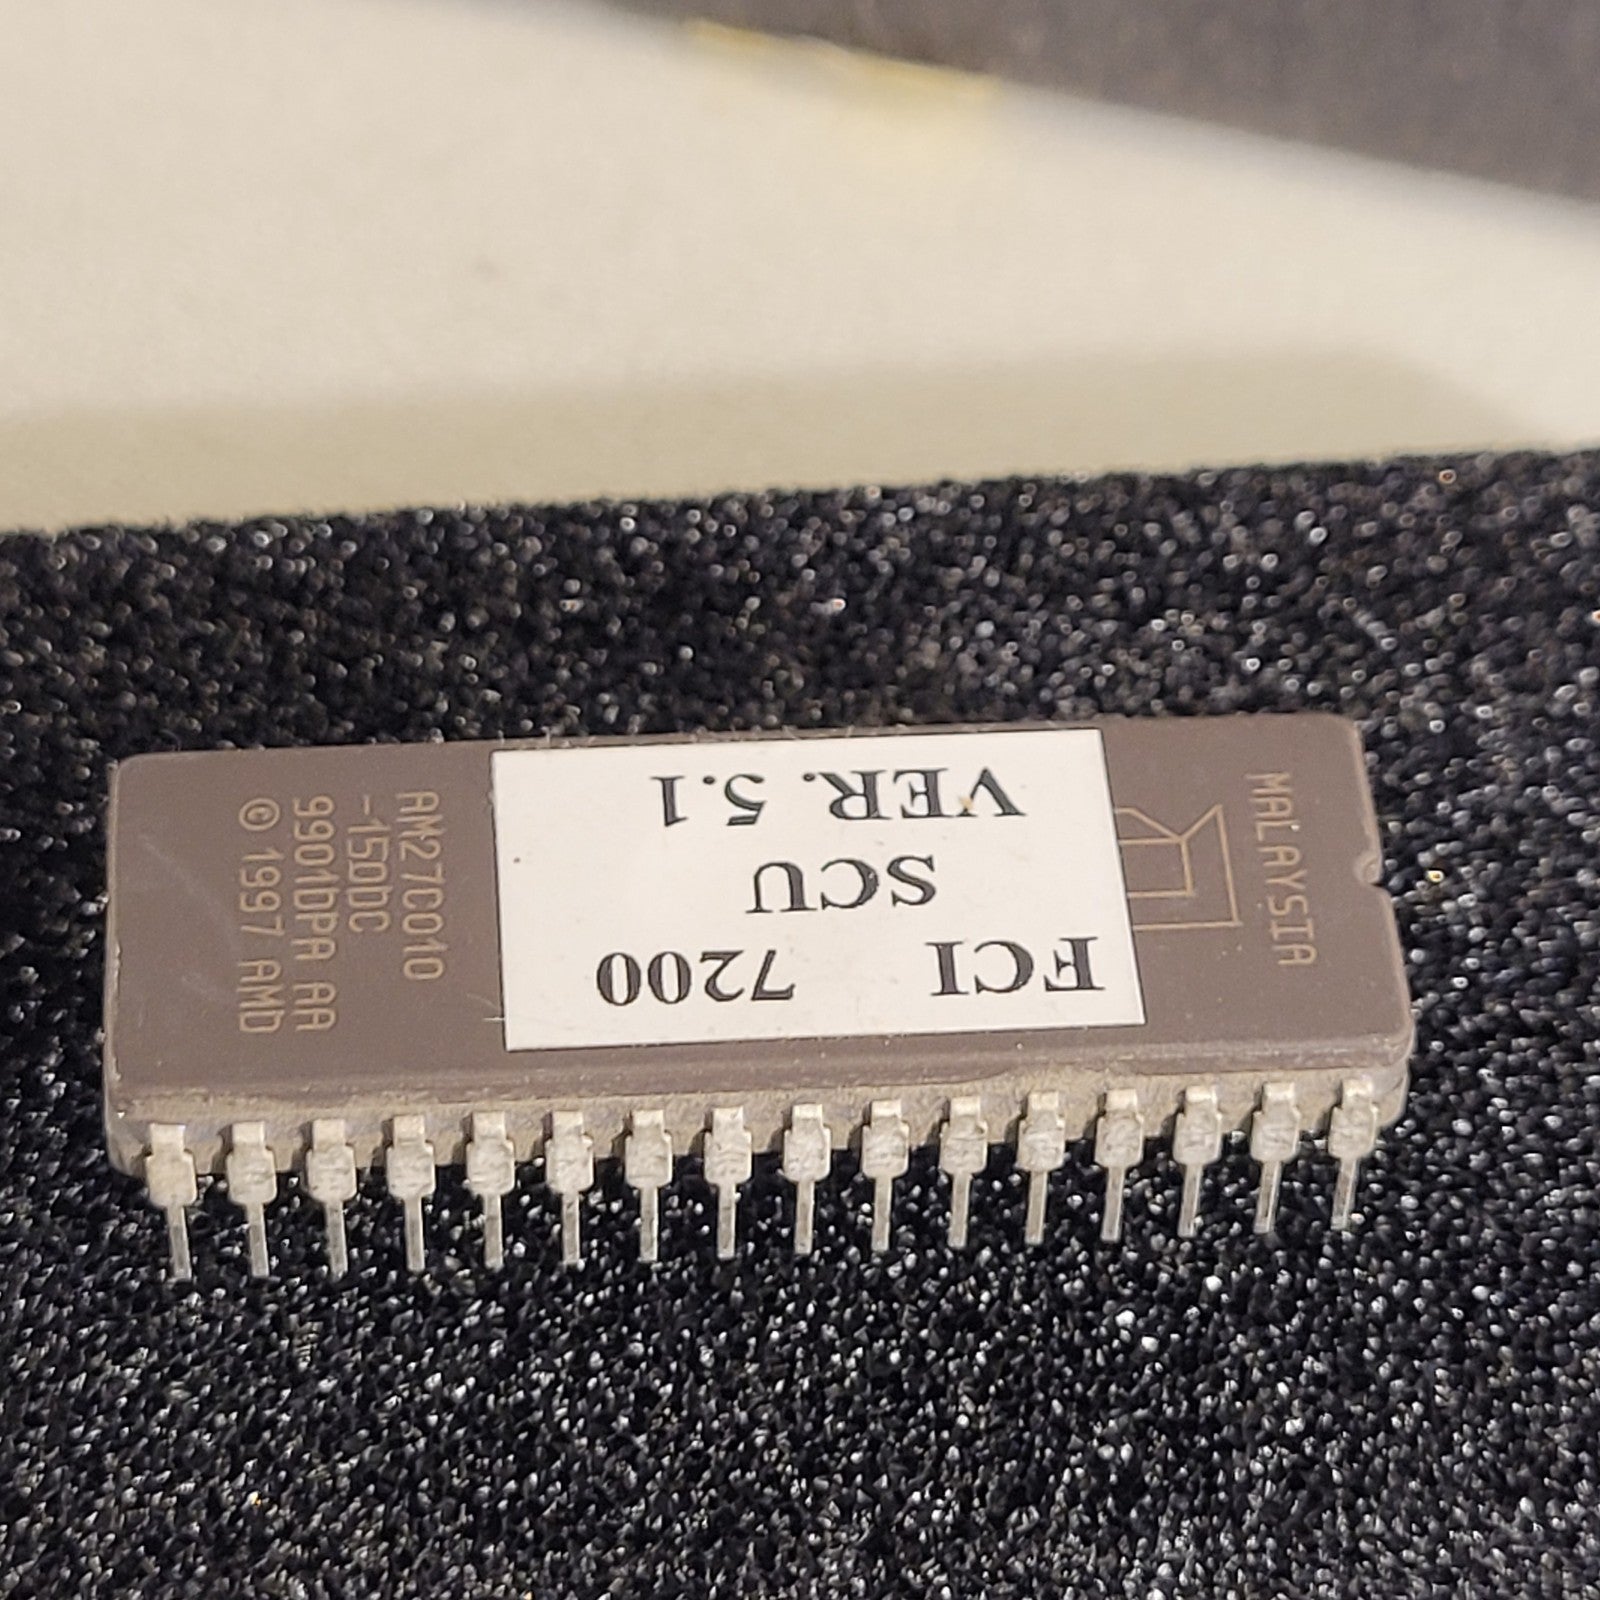 FCI 7200
SCU
VER. 5.1
MALAYSIA
AM27C010
-150DC
9901DPA AA
© 1997 AMD